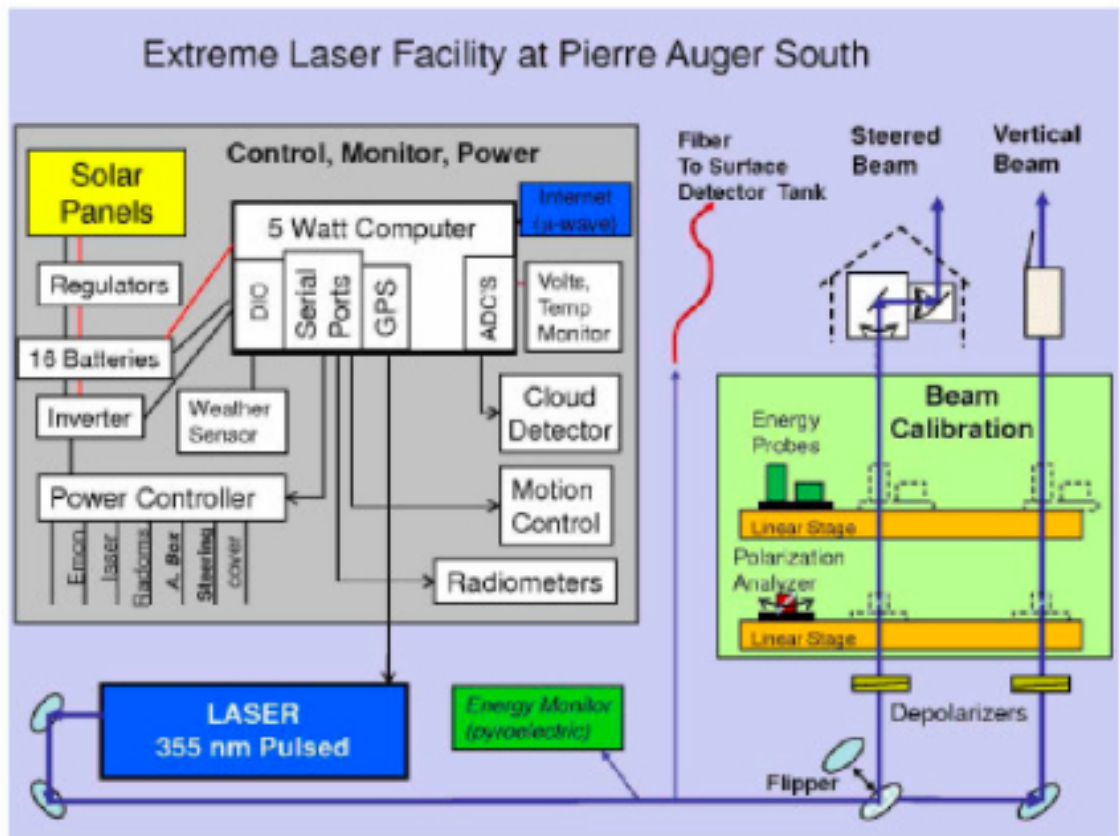 Extreme Laser Facility at Pierre Auger South
Control, Monitor, Power
Solar
Panels
Regulators
16 Batteries
Inverter
Power Controller
Emon
laser
Radoms
A. Box
Steering
cover
5 Watt Computer
DIO
Serial
Ports
GPS
ADC'S
Internet
(µ-wave)
Volts,
Temp
Monitor
Weather
Sensor
Cloud
Detector
Motion
Control
Radiometers
Fiber
To Surface
Detector Tank
Steered
Beam
Vertical
Beam
Beam
Calibration
Energy
Probes
Linear Stage
Polarization
Analyzer
Linear Stage
Depolarizers
Flipper
LASER
355 nm Pulsed
Energy Monitor
(pyroelectric)